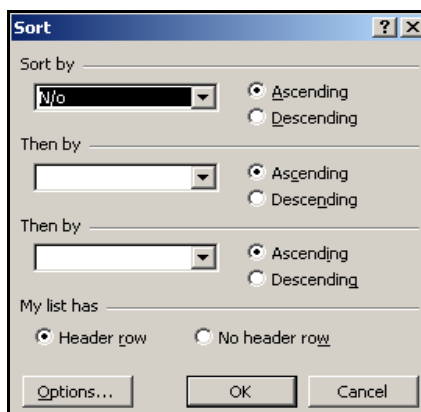 Sort ? X
Sort by
N/o Ascending
Descending
Then by
Ascending
Descending
Then by
Ascending
Descending
My list has
Header row No header row
Options... OK Cancel